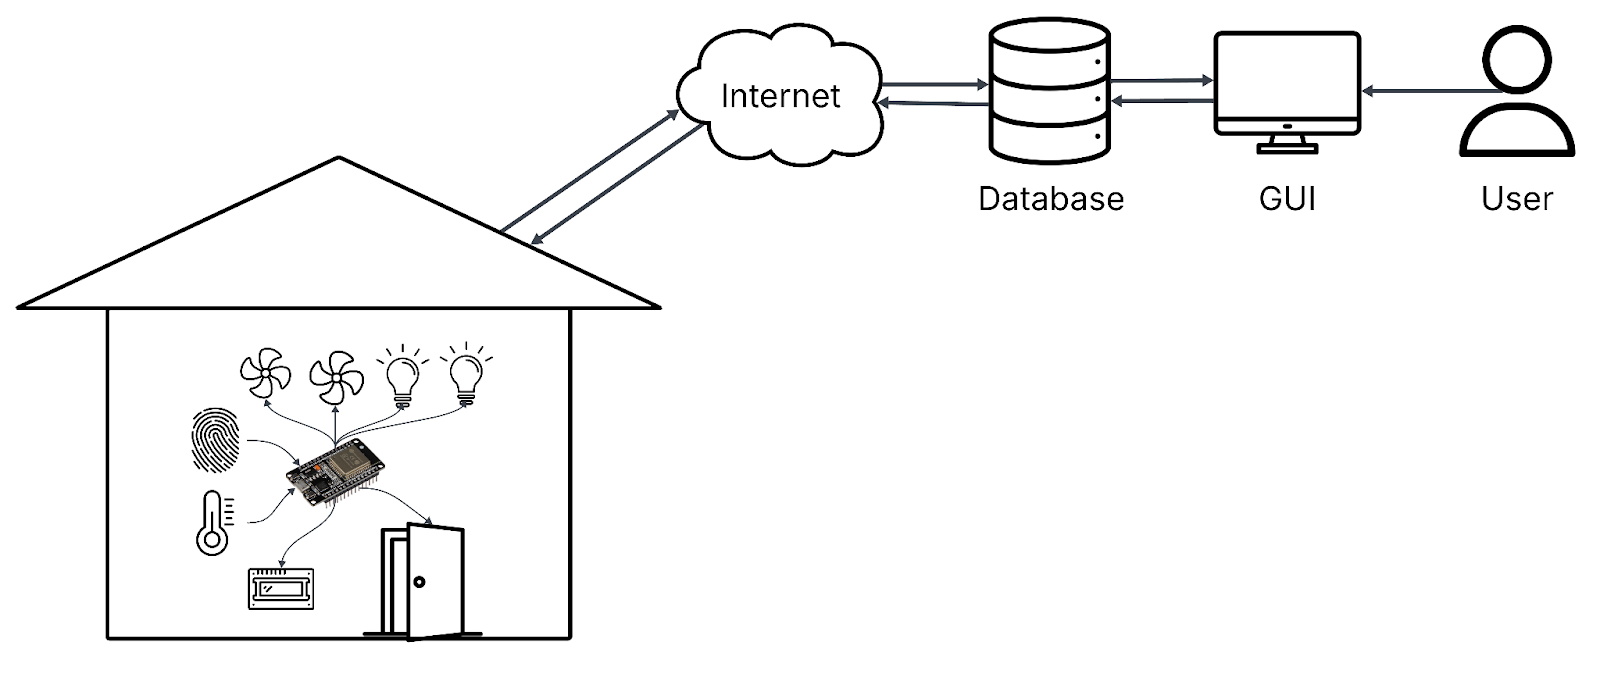 Internet
Database
GUI
User